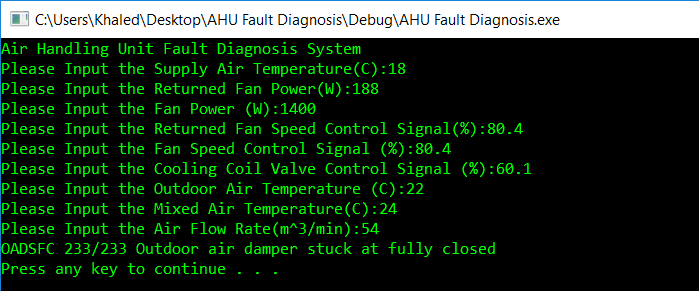 C:\Users\Khaled\Desktop\AHU Fault Diagnosis\Debug\AHU Fault Diagnosis.exe
Air Handling Unit Fault Diagnosis System
Please Input the Supply Air Temperature(C):18
Please Input the Returned Fan Power(W):188
Please Input the Fan Power (W):1400
Please Input the Returned Fan Speed Control Signal(%):80.4
Please Input the Fan Speed Control Signal (%):80.4
Please Input the Cooling Coil Valve Control Signal (%):60.1
Please Input the Outdoor Air Temperature (C):22
Please Input the Mixed Air Temperature(C):24
Please Input the Air Flow Rate(m^3/min):54
OADSFC 233/233 Outdoor air damper stuck at fully closed
Press any key to continue . . .